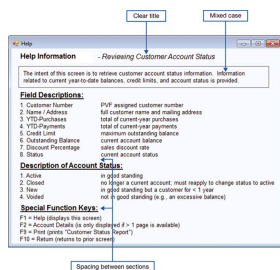 Clear title
Mixed case
Help
Help Information - Reviewing Customer Account Status
The intent of this screen is to retrieve customer account status information. Information
related to current year-to-date balances, credit limits, and account status is provided.
Field Descriptions:
1. Customer Number PVF assigned customer number
2. Name / Address full customer name and mailing address
3. YTD-Purchases total of current-year purchases
4. YTD-Payments total of current-year payments
5. Credit Limit maximum outstanding balance
6. Outstanding Balance current account balance
7. Discount Percentage sales discount rate
8. Status current account status
Description of Account Status:
1. Active in good standing
2. Closed no longer a current account; must reapply to change status to active
3. New in good standing but a customer for < 1 year
4. Voided not in good standing (e.g., an excessive balance)
Special Function Keys:
F1 = Help (displays this screen)
F2 = Account Details (is only displayed if > 1 page is available)
F9 = Print (prints "Customer Status Report")
F10 = Return (returns to prior screen)
Spacing between sections